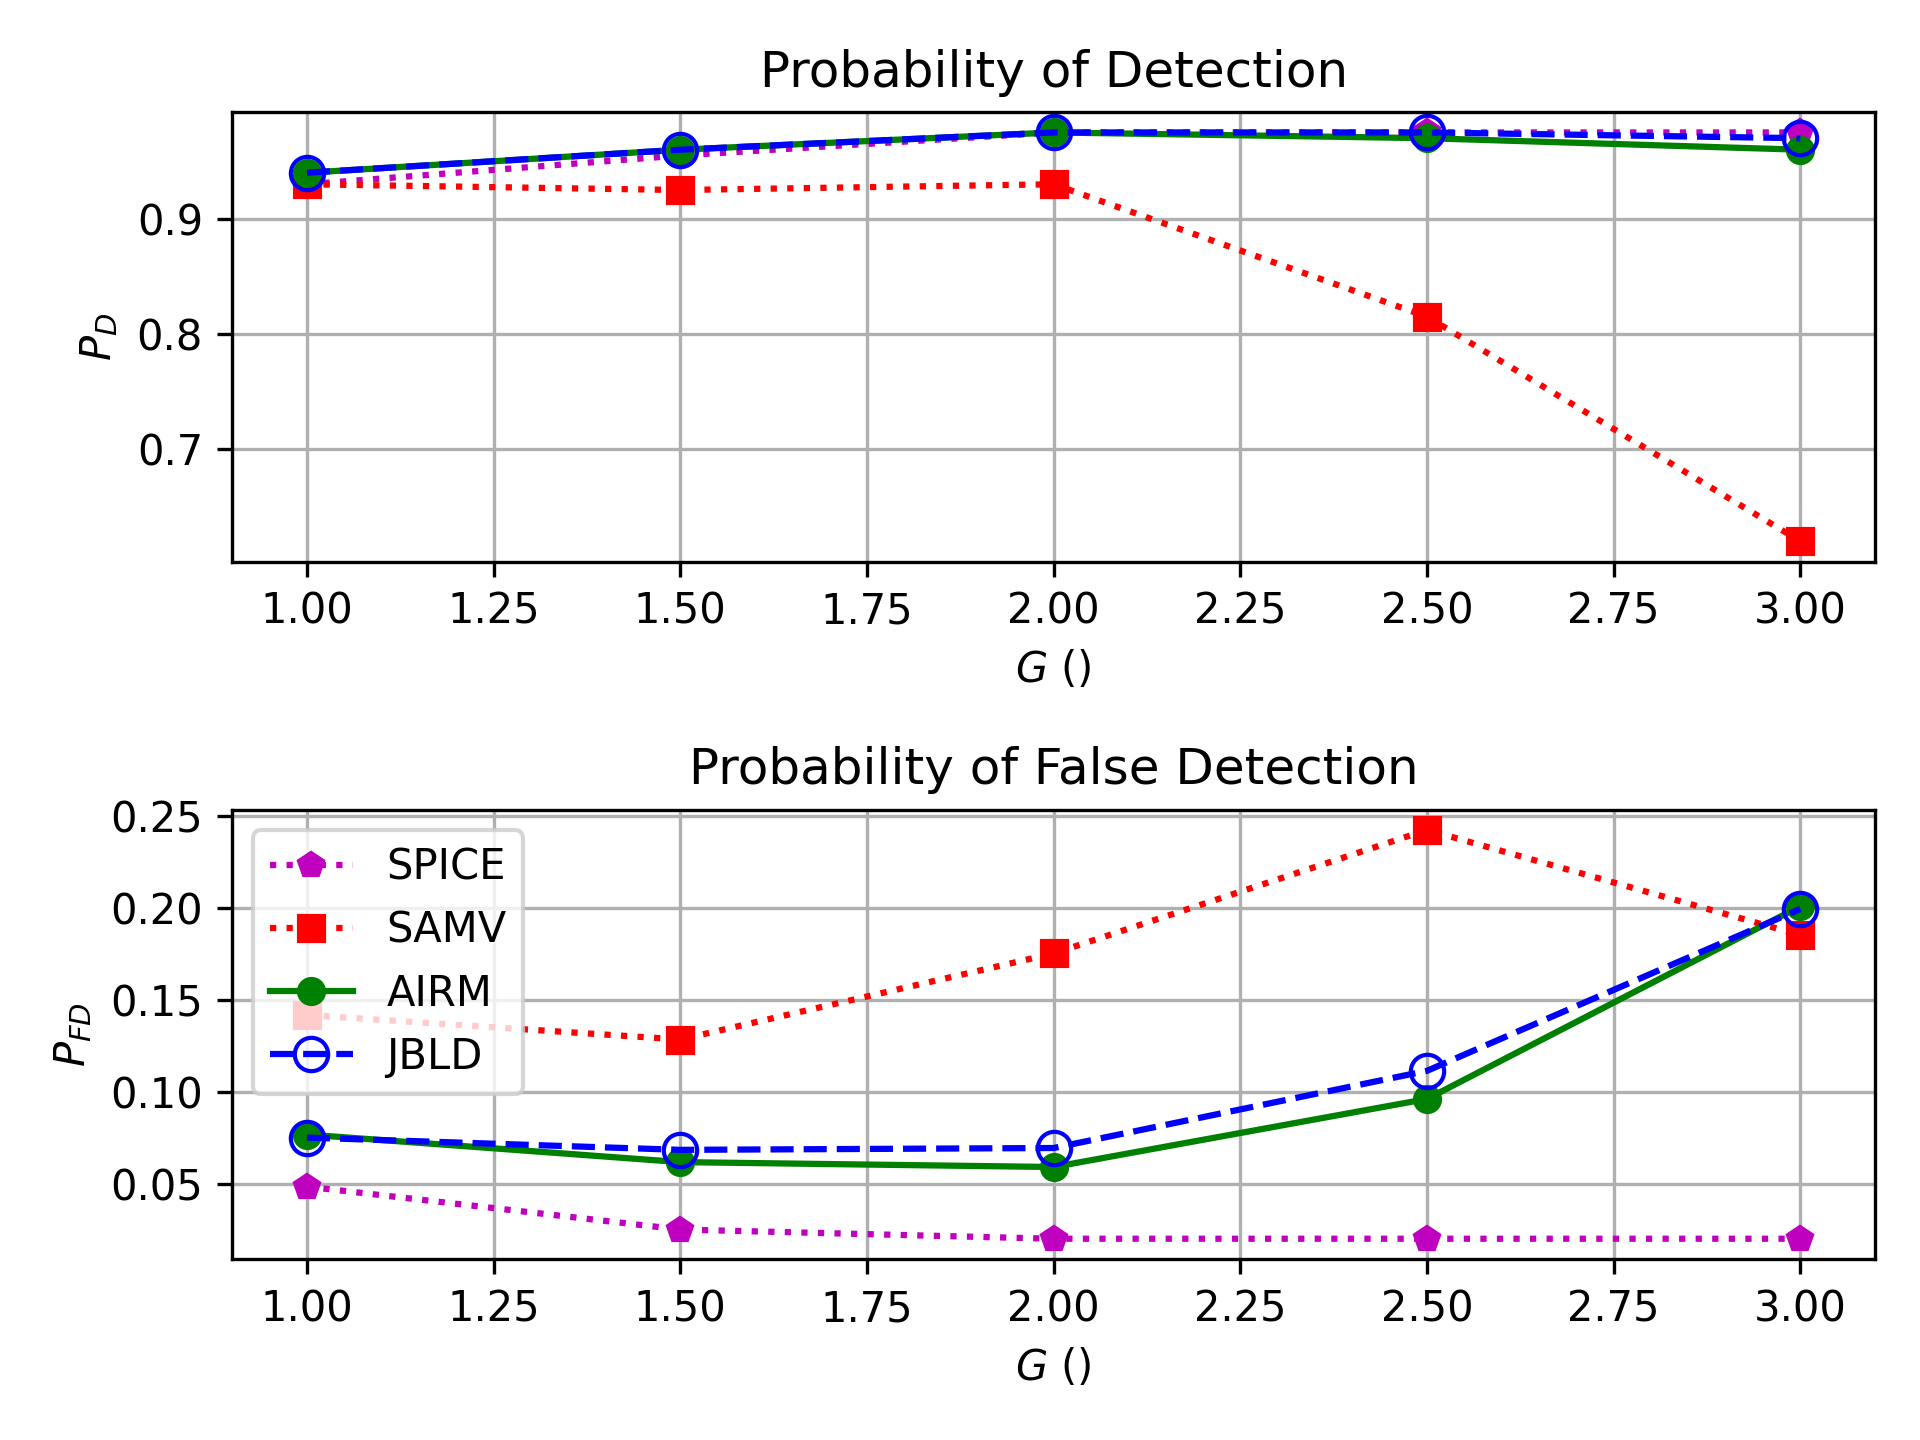 Probability of Detection
P_D
0.9
0.8
0.7
1.00 1.25 1.50 1.75 2.00 2.25 2.50 2.75 3.00
G ()
Probability of False Detection
P_FD
0.25
0.20
0.15
0.10
0.05
SPICE
SAMV
AIRM
JBLD
1.00 1.25 1.50 1.75 2.00 2.25 2.50 2.75 3.00
G ()